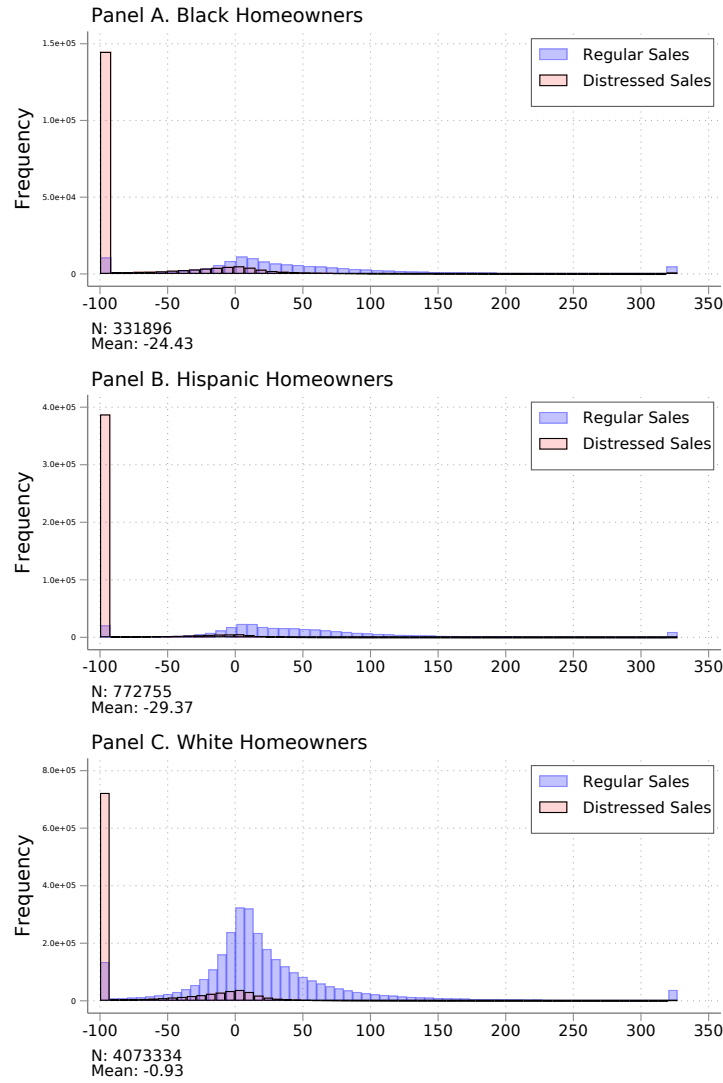 Panel A. Black Homeowners
Regular Sales
Distressed Sales
Frequency
1.5e+05
1.0e+05
5.0e+04
0
-100 -50 0 50 100 150 200 250 300 350
N: 331896
Mean: -24.43
Panel B. Hispanic Homeowners
Regular Sales
Distressed Sales
Frequency
4.0e+05
3.0e+05
2.0e+05
1.0e+05
0
-100 -50 0 50 100 150 200 250 300 350
N: 772755
Mean: -29.37
Panel C. White Homeowners
Regular Sales
Distressed Sales
Frequency
8.0e+05
6.0e+05
4.0e+05
2.0e+05
0
-100 -50 0 50 100 150 200 250 300 350
N: 4073334
Mean: -0.93